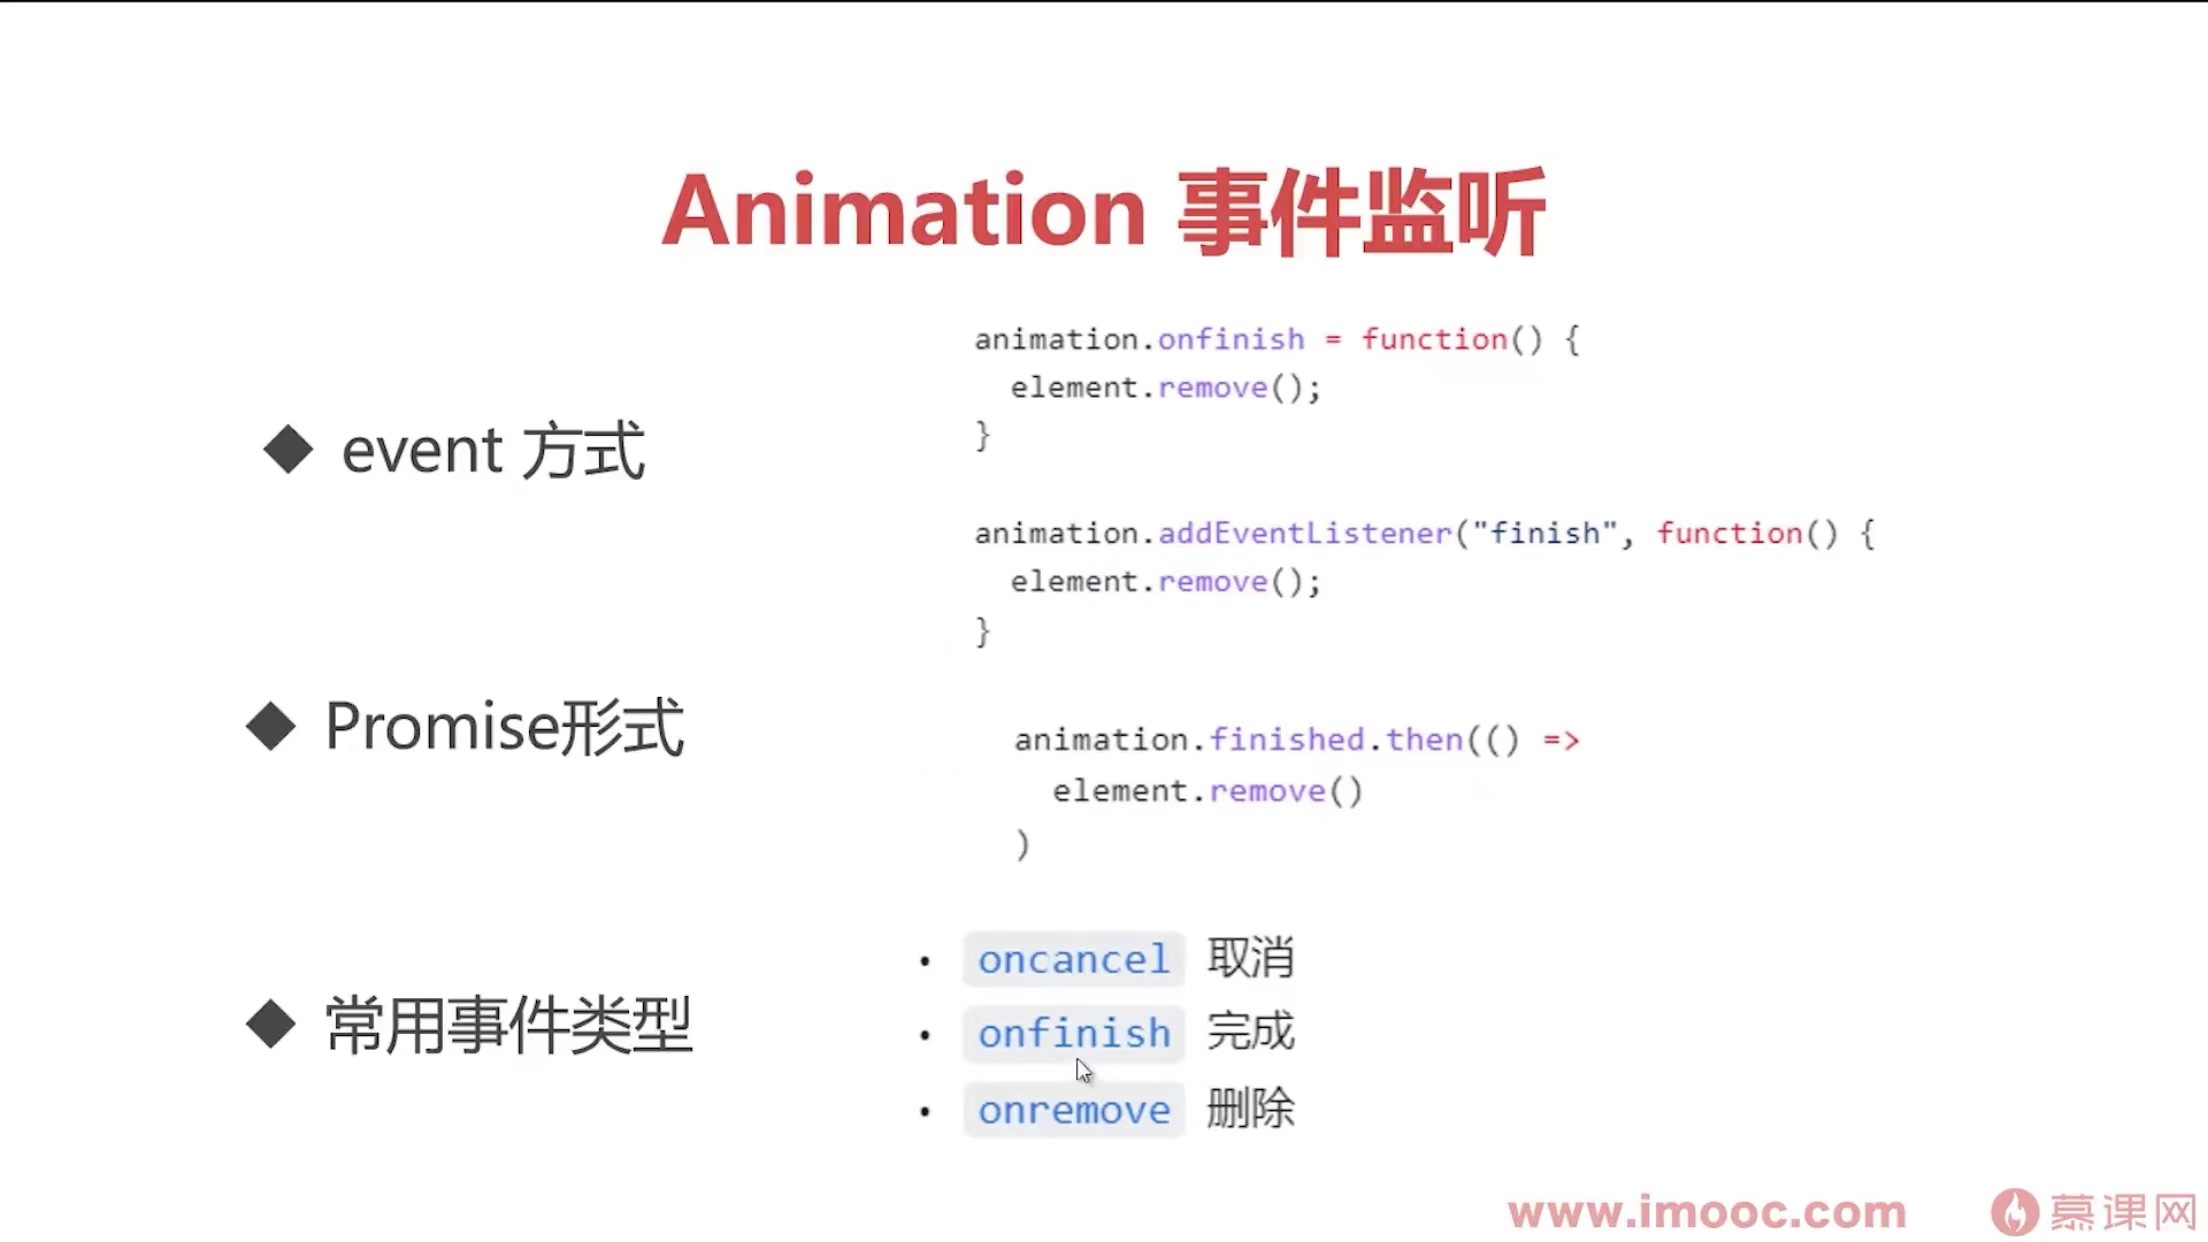 Animation 事件监听
◆ event 方式
animation.onfinish = function() {
  element.remove();
}
animation.addEventListener("finish", function() {
  element.remove();
}
◆ Promise形式
animation.finished.then(() =>
  element.remove()
)
◆ 常用事件类型
• oncancel 取消
• onfinish 完成
• onremove 删除
www.imooc.com 慕课网